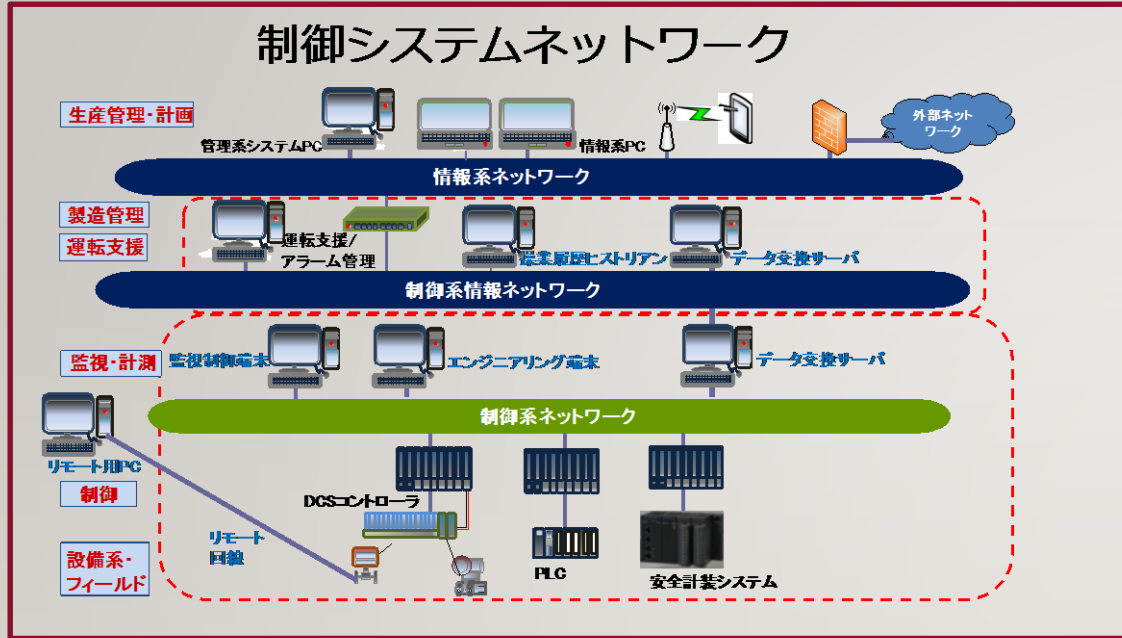 制御システムネットワーク
生産管理・計画
管理系システムPC
情報系PC
外部ネット
ワーク
情報系ネットワーク
製造管理
運転支援
運転支援/
アラーム管理
操業履歴ヒストリアン
データ交換サーバ
制御系情報ネットワーク
監視・計測
監視制御端末
エンジニアリング端末
データ交換サーバ
制御系ネットワーク
リモート用PC
制御
DCSコントローラ
リモート
回線
設備系・
フィールド
PLC
安全計装システム